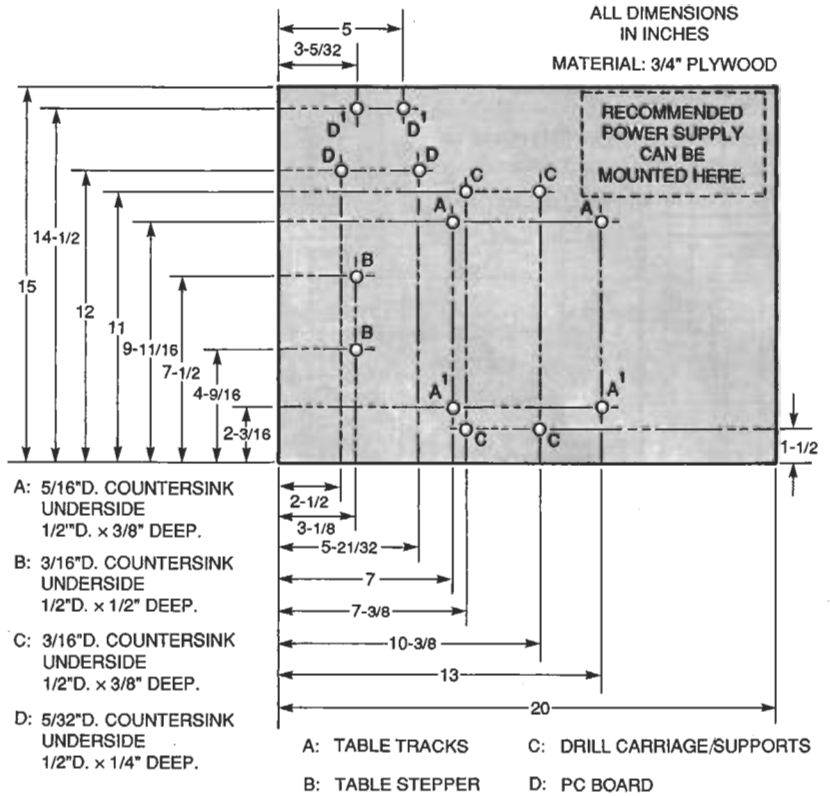 ALL DIMENSIONS
IN INCHES
MATERIAL: 3/4" PLYWOOD
5
3-5/32
RECOMMENDED
POWER SUPPLY
CAN BE
MOUNTED HERE.
D¹ D¹
D D
C C
A A¹
B
B
A¹ A¹
C C
15
14-1/2
12
11
9-11/16
7-1/2
4-9/16
2-3/16
1-1/2
2-1/2
3-1/8
5-21/32
7
7-3/8
10-3/8
13
20
A: 5/16"D. COUNTERSINK
UNDERSIDE
1/2"D. × 3/8" DEEP.
B: 3/16"D. COUNTERSINK
UNDERSIDE
1/2"D. × 1/2" DEEP.
C: 3/16"D. COUNTERSINK
UNDERSIDE
1/2"D. × 3/8" DEEP.
D: 5/32"D. COUNTERSINK
UNDERSIDE
1/2"D. × 1/4" DEEP.
A: TABLE TRACKS C: DRILL CARRIAGE/SUPPORTS
B: TABLE STEPPER D: PC BOARD